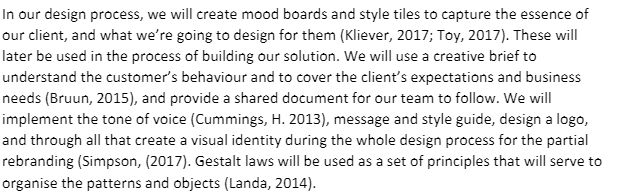 In our design process, we will create mood boards and style tiles to capture the essence of
our client, and what we’re going to design for them (Kliever, 2017; Toy, 2017). These will
later be used in the process of building our solution. We will use a creative brief to
understand the customer’s behaviour and to cover the client’s expectations and business
needs (Bruun, 2015), and provide a shared document for our team to follow. We will
implement the tone of voice (Cummings, H. 2013), message and style guide, design a logo,
and through all that create a visual identity during the whole design process for the partial
rebranding (Simpson, (2017). Gestalt laws will be used as a set of principles that will serve to
organise the patterns and objects (Landa, 2014).